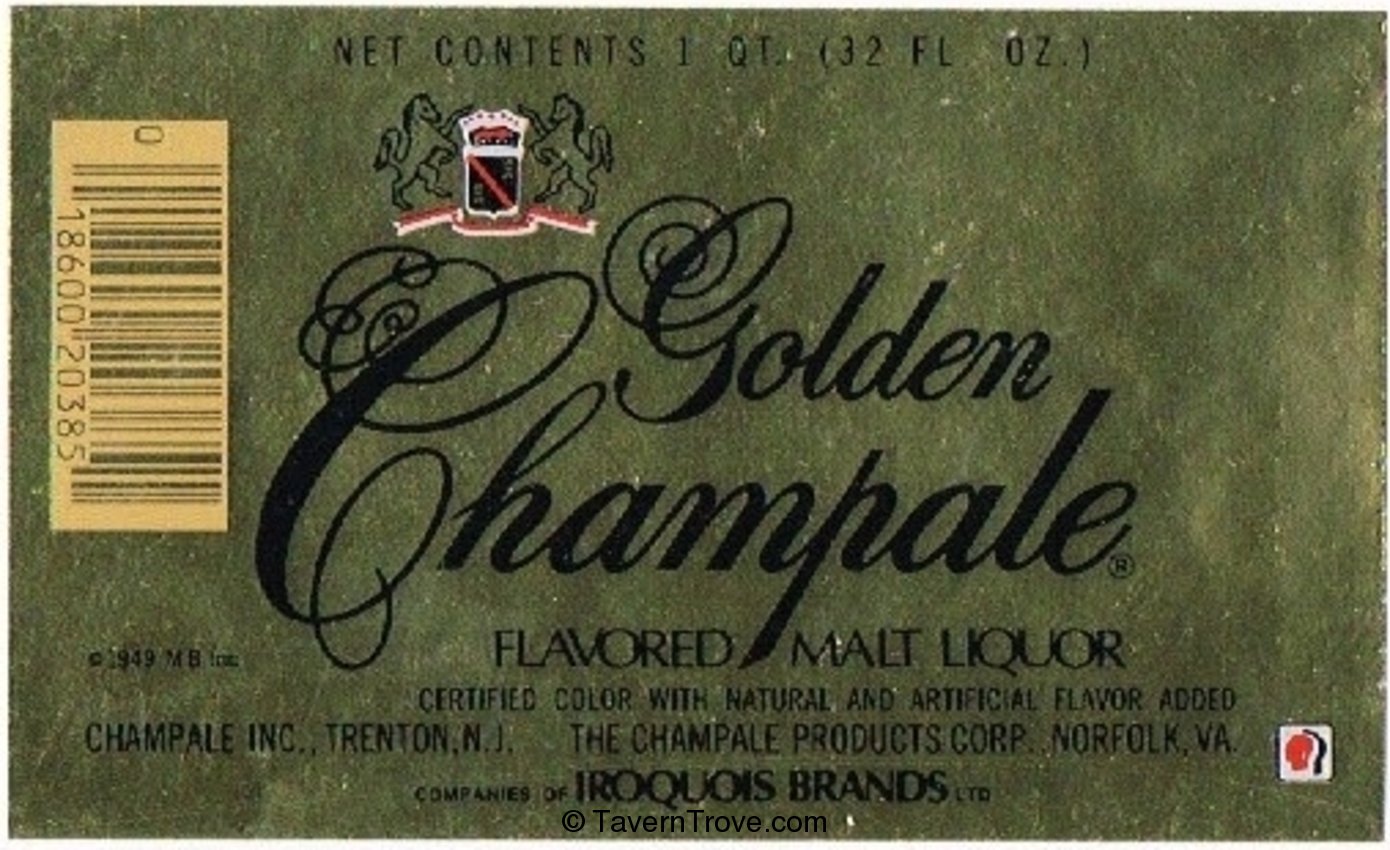 NET CONTENTS 1 QT. (32 FL. OZ.)
0
18600 20385
Golden
Champale®
FLAVORED MALT LIQUOR
© 1949 M B Inc.
CERTIFIED COLOR WITH NATURAL AND ARTIFICIAL FLAVOR ADDED
CHAMPALE INC., TRENTON, N.J. THE CHAMPALE PRODUCTS CORP. NORFOLK, VA.
COMPANIES OF IROQUOIS BRANDS LTD
© TavernTrove.com